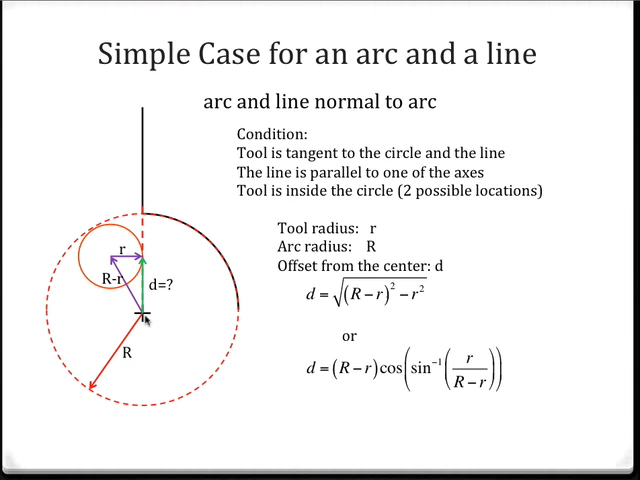 Simple Case for an arc and a line
arc and line normal to arc
Condition:
Tool is tangent to the circle and the line
The line is parallel to one of the axes
Tool is inside the circle (2 possible locations)
Tool radius: r
Arc radius: R
Offset from the center: d
d = √((R − r)² − r²)
or
d = (R − r) cos(sin⁻¹(r / (R − r)))
r
R-r
d=?
R